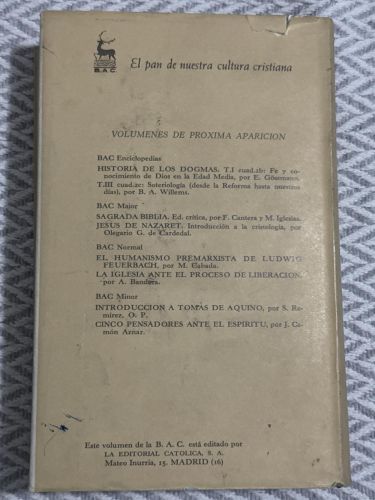 B.A.C.
El pan de nuestra cultura cristiana
VOLUMENES DE PROXIMA APARICION
BAC Enciclopedias
HISTORIA DE LOS DOGMAS. T.I cuad.2b: Fe y co-
nocimiento de Dios en la Edad Media, por E. Gössmann.
T.III cuad.2c: Soteriología (desde la Reforma hasta nuestros
días), por B. A. Willems.
BAC Maior
SAGRADA BIBLIA. Ed. crítica, por F. Cantera y M. Iglesias.
JESUS DE NAZARET. Introducción a la cristología, por
Olegario G. de Cardedal.
BAC Normal
EL HUMANISMO PREMARXISTA DE LUDWIG
FEUERBACH, por M. Cabada.
LA IGLESIA ANTE EL PROCESO DE LIBERACION,
por A. Bandera.
BAC Minor
INTRODUCCION A TOMAS DE AQUINO, por S. Ra-
mírez, O. P.
CINCO PENSADORES ANTE EL ESPIRITU, por J. Ca-
món Aznar.
Este volumen de la B. A. C. está editado por
LA EDITORIAL CATOLICA, S. A.
Mateo Inurria, 15. MADRID (16)